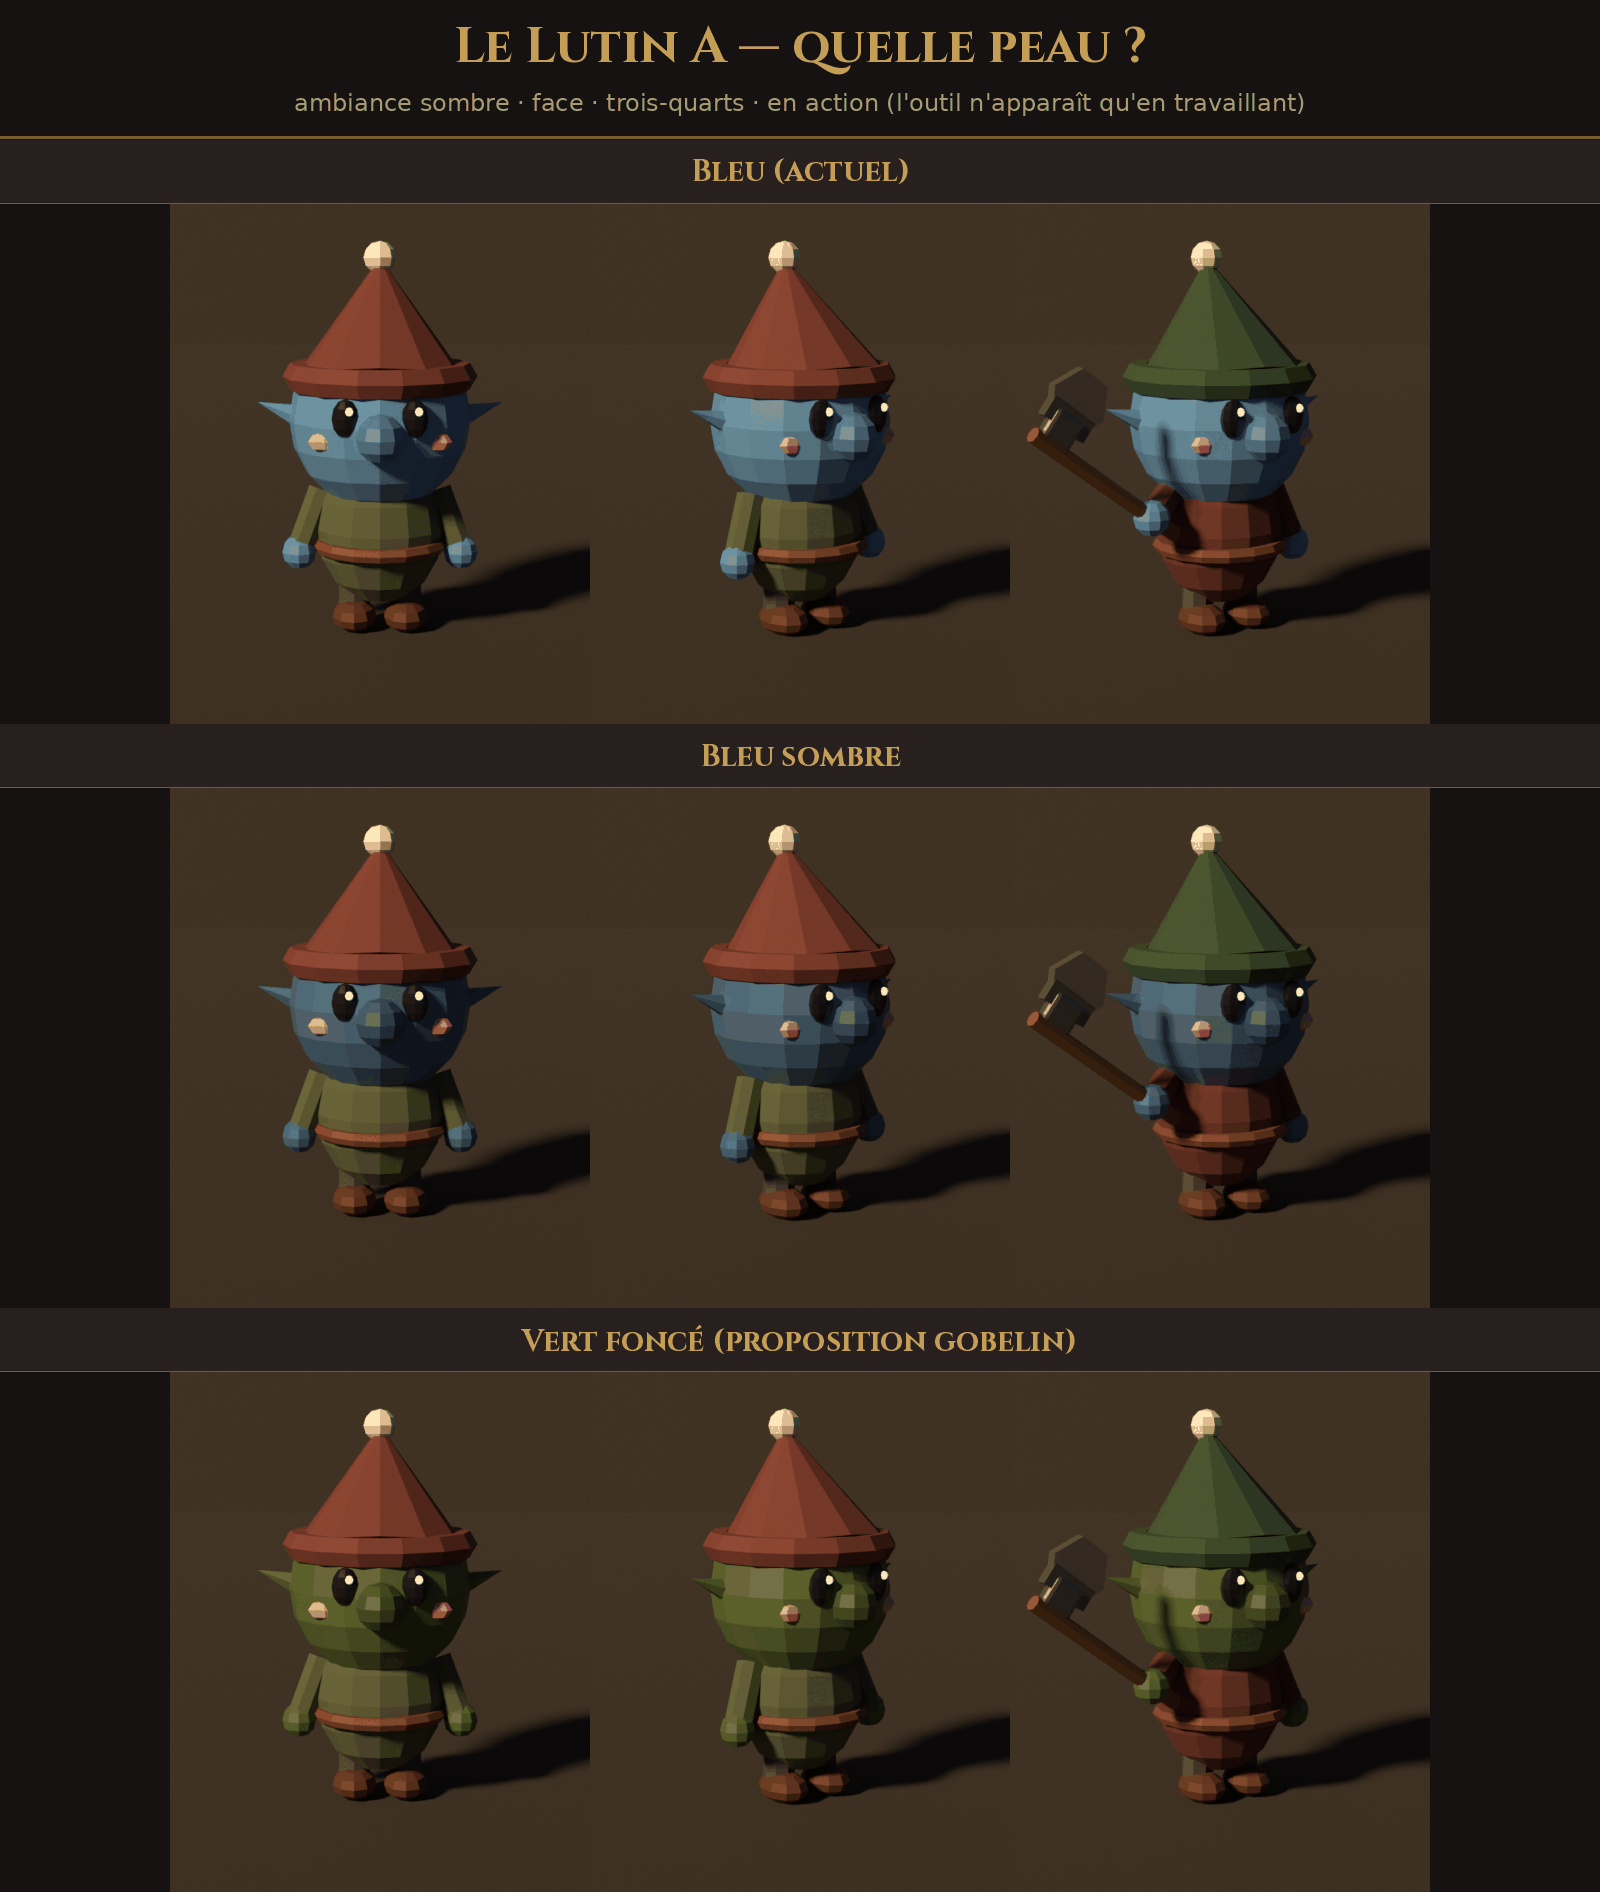 Le Lutin A — quelle peau ?
ambiance sombre · face · trois-quarts · en action (l'outil n'apparaît qu'en travaillant)
Bleu (actuel)
Bleu sombre
Vert foncé (proposition gobelin)